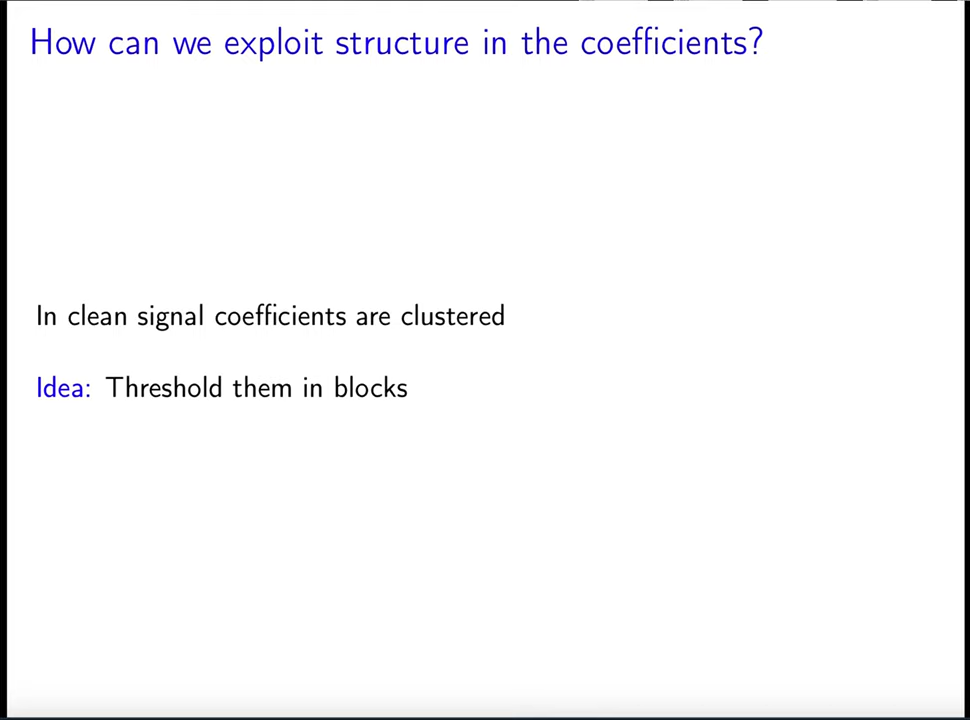 How can we exploit structure in the coefficients?
In clean signal coefficients are clustered
Idea: Threshold them in blocks